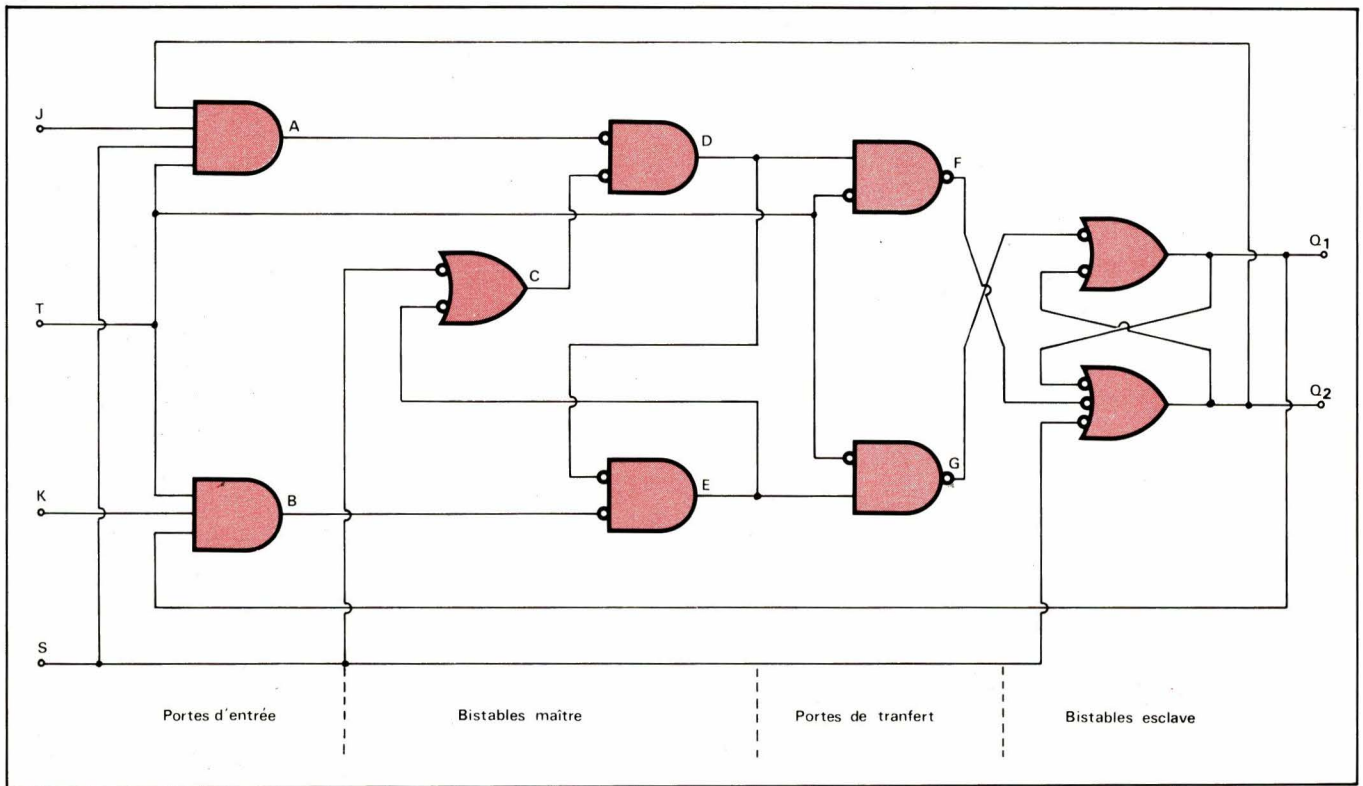 J
A
D
F
Q1
C
T
Q2
G
E
K
B
S
Portes d'entrée
Bistables maître
Portes de tranfert
Bistables esclave